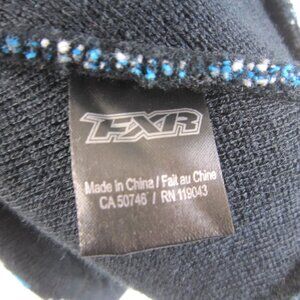 FXR
Made in China / Fait au Chine
CA 50746 / RN 119043